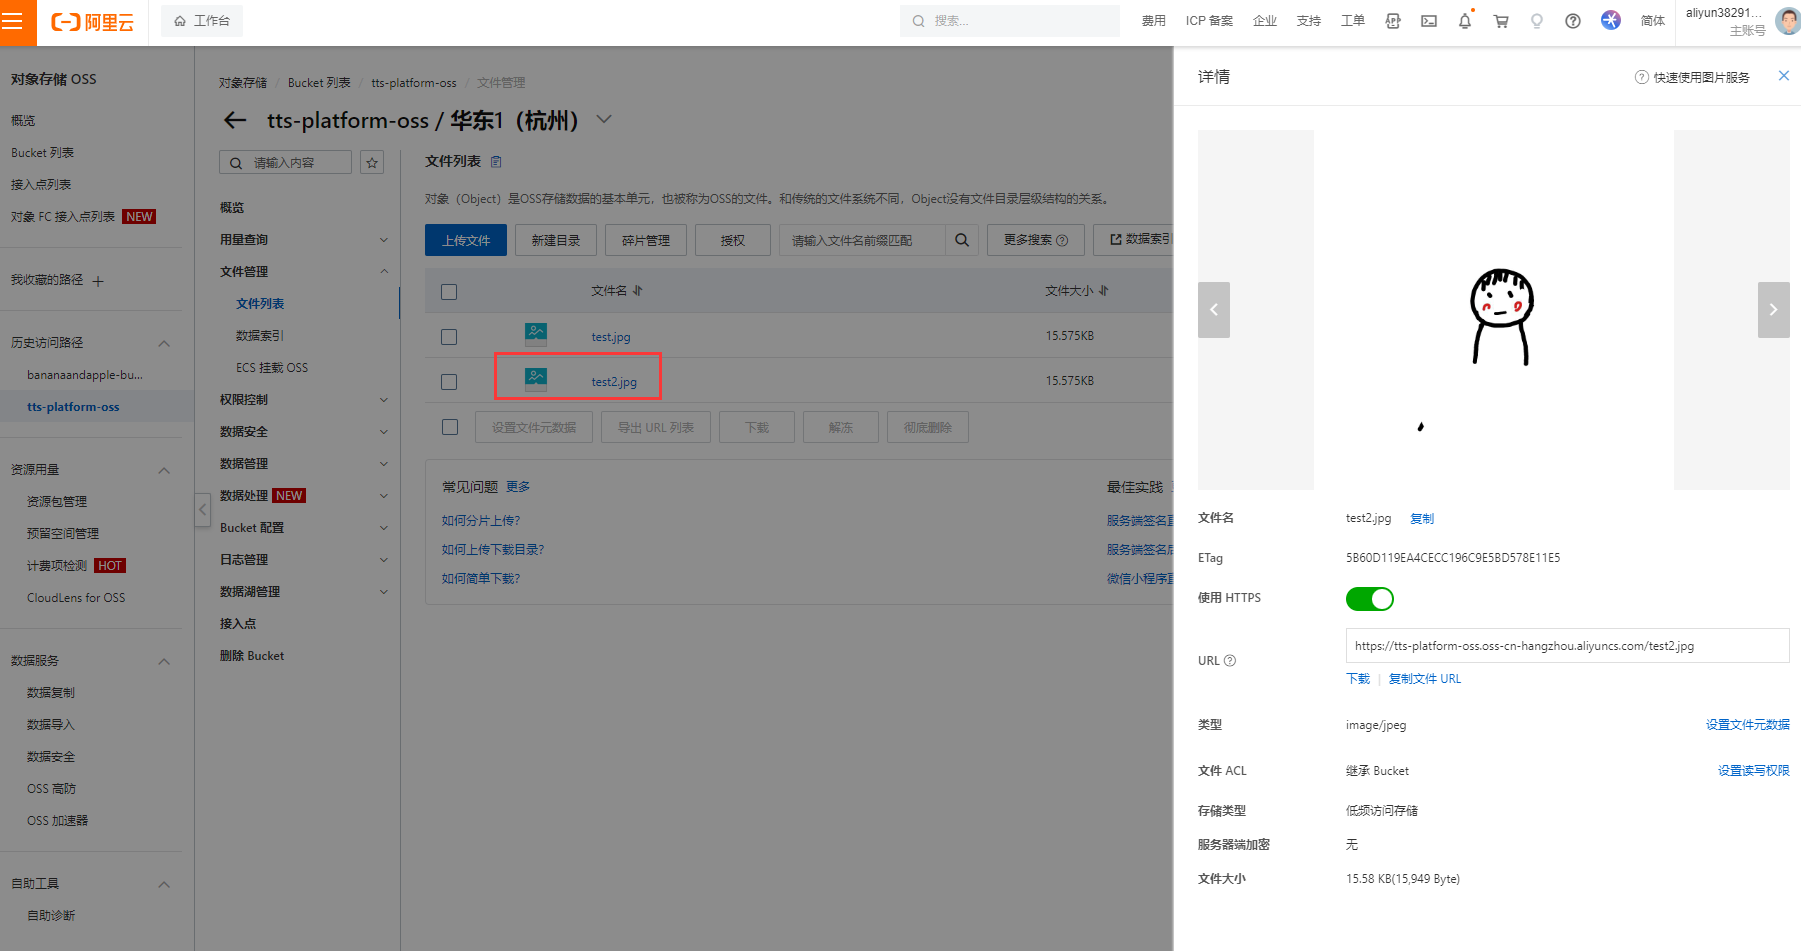 阿里云
工作台
搜索...
费用
ICP 备案
企业
支持
工单
简体
aliyun38291...
主账号
对象存储 OSS
概览
Bucket 列表
接入点列表
对象 FC 接入点列表 NEW
我收藏的路径
历史访问路径
bananaandapple-bu...
tts-platform-oss
资源用量
资源包管理
预留空间管理
计费项检测 HOT
CloudLens for OSS
数据服务
数据复制
数据导入
数据安全
OSS 高防
OSS 加速器
自助工具
自助诊断
对象存储 / Bucket 列表 / tts-platform-oss / 文件管理
tts-platform-oss / 华东1（杭州）
请输入内容
概览
用量查询
文件管理
文件列表
数据索引
ECS 挂载 OSS
权限控制
数据安全
数据管理
数据处理 NEW
Bucket 配置
日志管理
数据湖管理
接入点
删除 Bucket
文件列表
对象（Object）是OSS存储数据的基本单元，也被称为OSS的文件。和传统的文件系统不同，Object没有文件目录层级结构的关系。
上传文件
新建目录
碎片管理
授权
请输入文件名前缀匹配
更多搜索
数据索引
文件名
文件大小
test.jpg
15.575KB
test2.jpg
15.575KB
设置文件元数据
导出 URL 列表
下载
解冻
彻底删除
常见问题 更多
如何分片上传?
如何上传下载目录?
如何简单下载?
最佳实践
服务端签名直
服务端签名后
微信小程序直
详情
快速使用图片服务
文件名
test2.jpg
复制
ETag
5B60D119EA4CECC196C9E5BD578E11E5
使用 HTTPS
URL
https://tts-platform-oss.oss-cn-hangzhou.aliyuncs.com/test2.jpg
下载 | 复制文件 URL
类型
image/jpeg
设置文件元数据
文件 ACL
继承 Bucket
设置读写权限
存储类型
低频访问存储
服务器端加密
无
文件大小
15.58 KB(15,949 Byte)